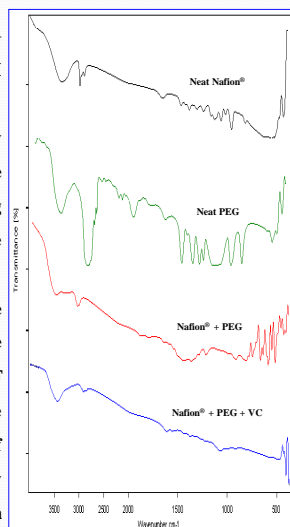 Neat Nafion®
Neat PEG
Transmittance [%]
Nafion® + PEG
Nafion® + PEG + VC
3500 3000 2500 2000 1500 1000 500
Wavenumber cm-1